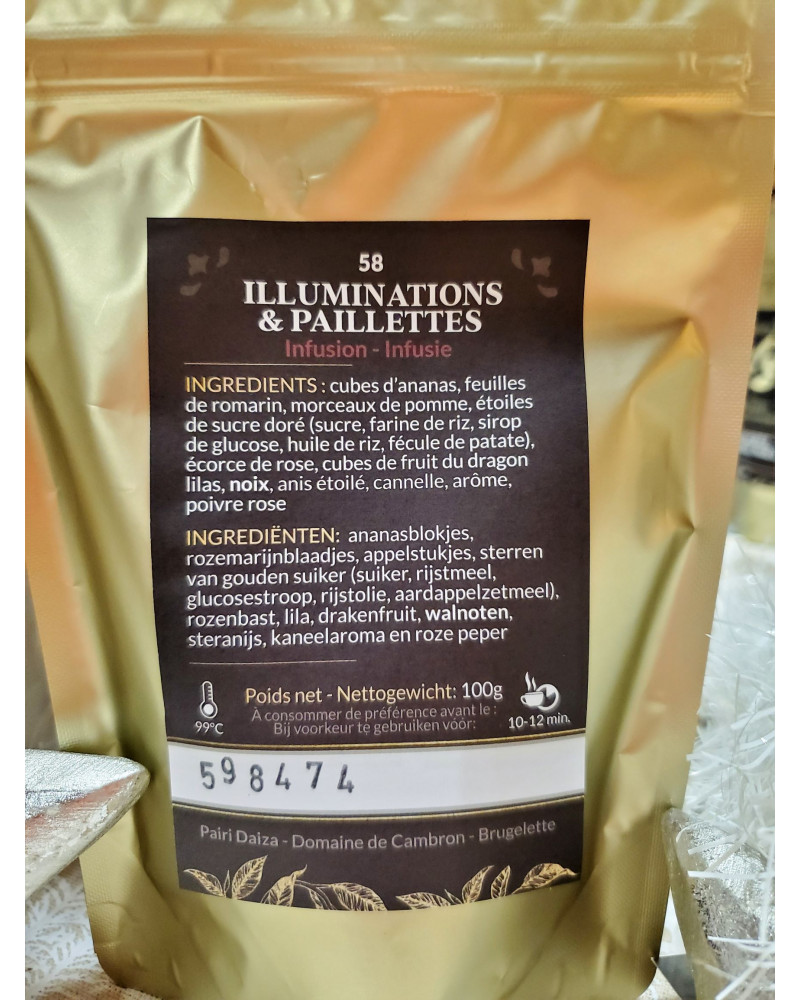 58
ILLUMINATIONS
& PAILLETTES
Infusion - Infusie
INGREDIENTS : cubes d'ananas, feuilles
de romarin, morceaux de pomme, étoiles
de sucre doré (sucre, farine de riz, sirop
de glucose, huile de riz, fécule de patate),
écorce de rose, cubes de fruit du dragon
lilas, noix, anis étoilé, cannelle, arôme,
poivre rose
INGREDIËNTEN: ananasblokjes,
rozemarijnblaadjes, appelstukjes, sterren
van gouden suiker (suiker, rijstmeel,
glucosestroop, rijstolie, aardappelzetmeel).
rozenbast, lila, drakenfruit, walnoten,
steranijs, kaneelaroma en roze peper
Poids net - Nettogewicht: 100g
À consommer de préférence avant le :
Bij voorkeur te gebruiken vóór:
99°C
10-12 min.
598474
Pairi Daiza - Domaine de Cambron - Brugelette